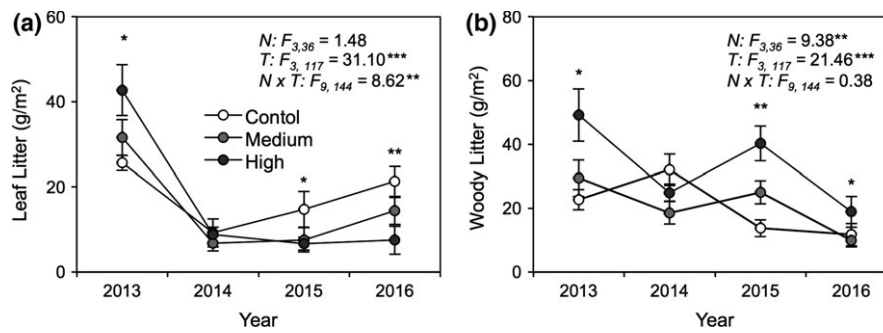 (a)
60
40
20
0
Leaf Litter (g/m²)
*
N: F3,36 = 1.48
T: F3, 117 = 31.10***
N x T: F9, 144 = 8.62**
Contol
Medium
High
*
**
2013 2014 2015 2016
Year
(b)
80
60
40
20
0
Woody Litter (g/m²)
N: F3,36 = 9.38**
T: F3, 117 = 21.46***
N x T: F9, 144 = 0.38
*
**
*
2013 2014 2015 2016
Year